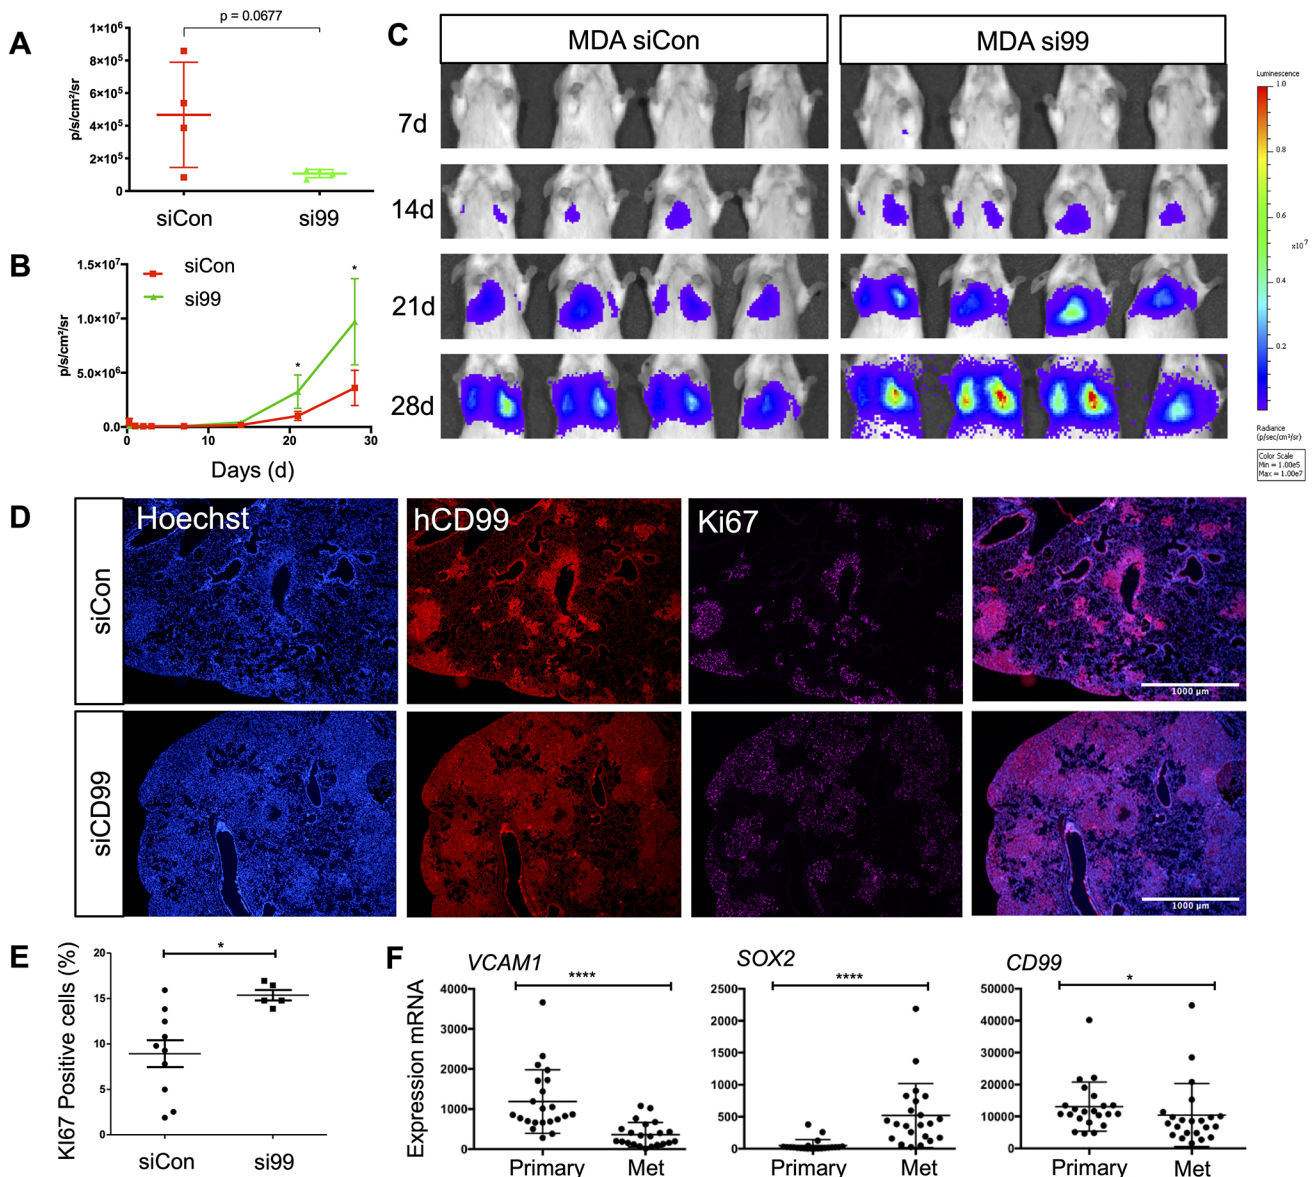 A
p = 0.0677
1×10⁶
8×10⁵
6×10⁵
4×10⁵
2×10⁵
0
p/s/cm²/sr
siCon
si99
B
siCon
si99
1.5×10⁷
1.0×10⁷
5.0×10⁶
0.0
p/s/cm²/sr
*
*
0
10
20
30
Days (d)
C
MDA siCon
MDA si99
7d
14d
21d
28d
Luminescence
1.0
0.8
0.6
x10⁷
0.4
0.2
Radiance
(p/sec/cm²/sr)
Color Scale
Min = 1.00e5
Max = 1.00e7
D
siCon
Hoechst
hCD99
Ki67
1000 µm
siCD99
1000 µm
E
KI67 Positive cells (%)
20
15
10
5
0
*
siCon
si99
F
Expression mRNA
VCAM1
****
4000
3000
2000
1000
0
Primary
Met
SOX2
****
2500
2000
1500
1000
500
0
Primary
Met
CD99
*
50000
40000
30000
20000
10000
0
Primary
Met